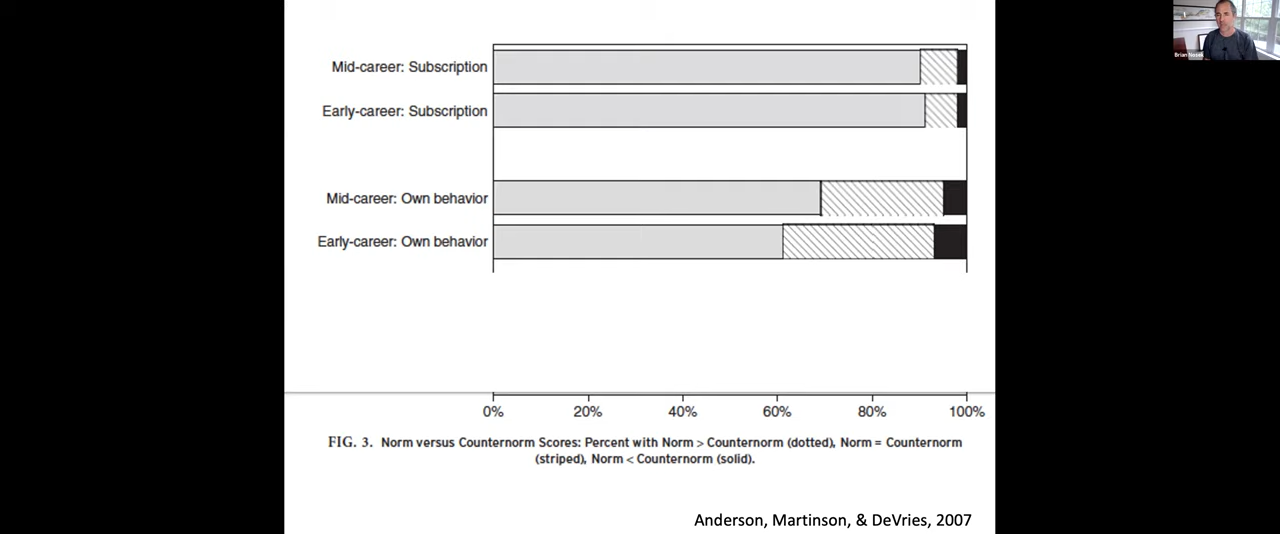 Brian Nosek
Mid-career: Subscription
Early-career: Subscription
Mid-career: Own behavior
Early-career: Own behavior
0% 20% 40% 60% 80% 100%
FIG. 3. Norm versus Counternorm Scores: Percent with Norm > Counternorm (dotted), Norm = Counternorm
(striped), Norm < Counternorm (solid).
Anderson, Martinson, & DeVries, 2007